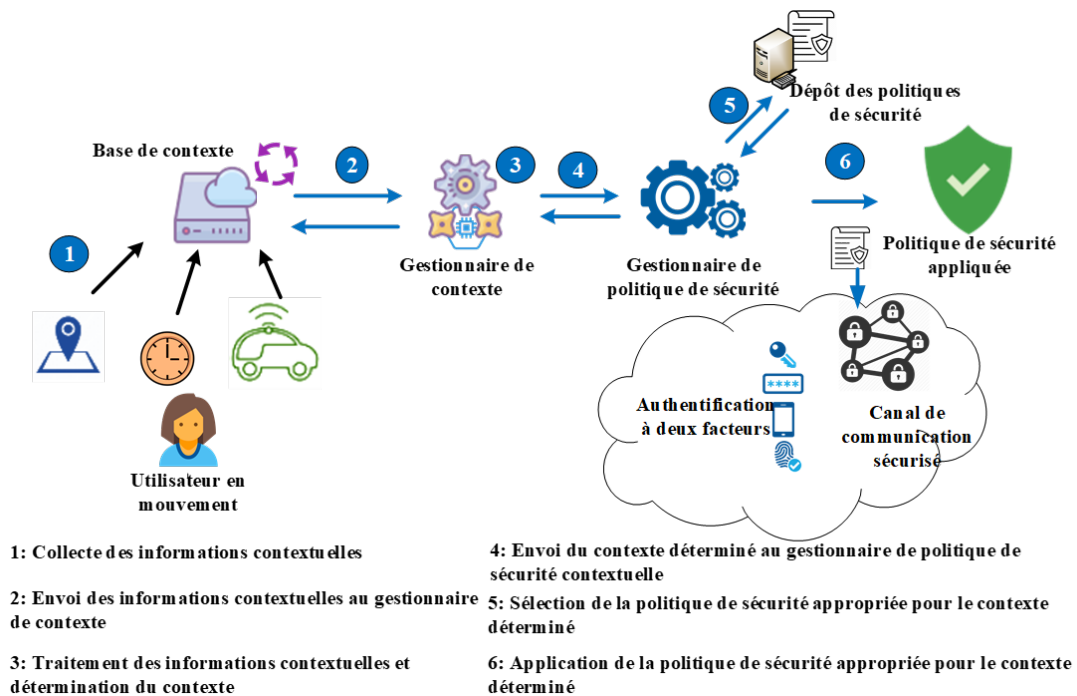 5
Dépôt des politiques
de sécurité
Base de contexte
2
3
4
6
1
Gestionnaire de
contexte
Gestionnaire de
politique de sécurité
Politique de sécurité
appliquée
****
Authentification
à deux facteurs
Canal de
communication
sécurisé
Utilisateur en
mouvement
1: Collecte des informations contextuelles
2: Envoi des informations contextuelles au gestionnaire
de contexte
3: Traitement des informations contextuelles et
détermination du contexte
4: Envoi du contexte déterminé au gestionnaire de politique de
sécurité contextuelle
5: Sélection de la politique de sécurité appropriée pour le contexte
déterminé
6: Application de la politique de sécurité appropriée pour le contexte
déterminé